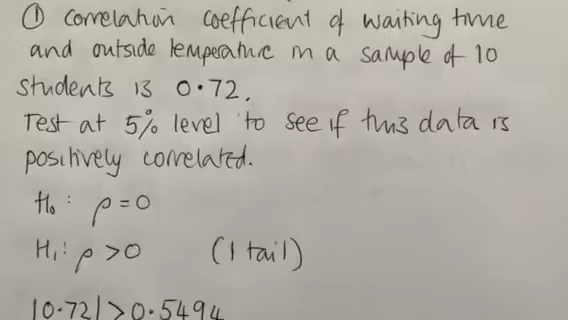 ① Correlation coefficient of waiting time
and outside temperature in a sample of 10
students is 0.72.
Test at 5% level to see if this data is
positively correlated.
H₀: ρ=0
H₁: ρ>0 (1 tail)
|0.72|>0.5494